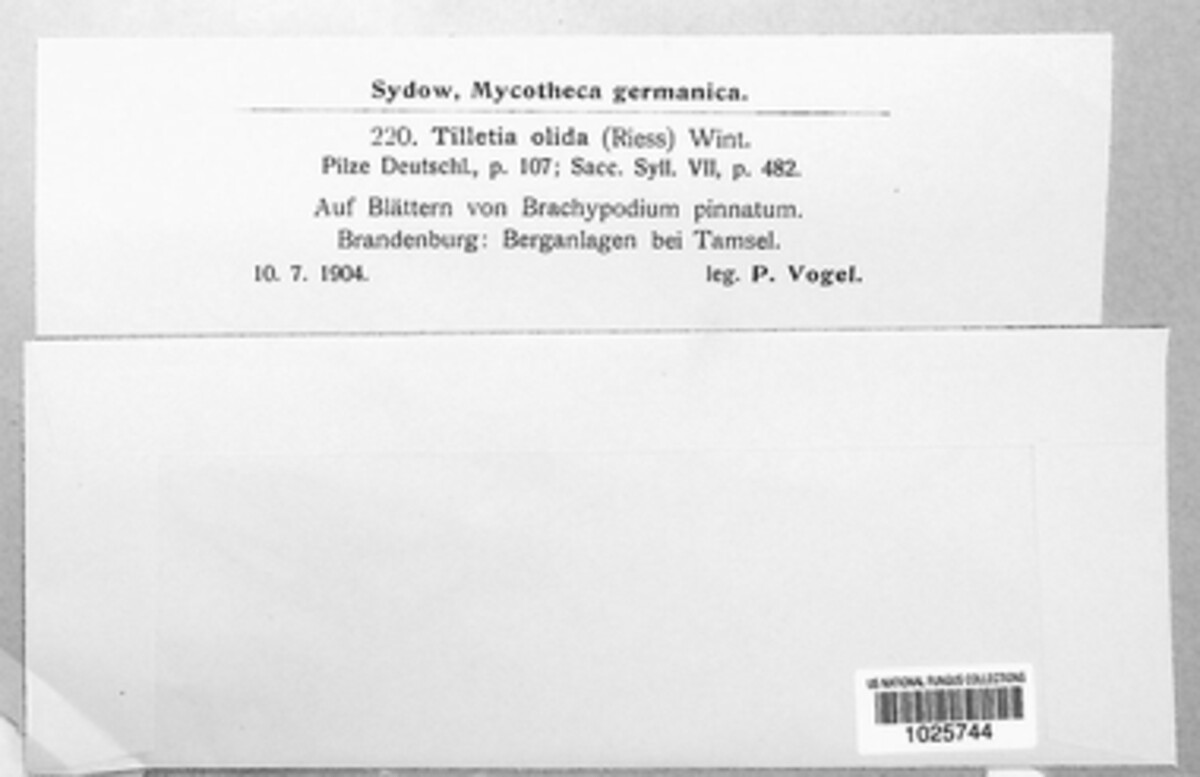 Sydow, Mycotheca germanica.
220. Tilletia olida (Riess) Wint.
Pilze Deutschl., p. 107; Sacc. Syll. VII, p. 482.
Auf Blättern von Brachypodium pinnatum.
Brandenburg: Berganlagen bei Tamsel.
10. 7. 1904. leg. P. Vogel.
US NATIONAL FUNGUS COLLECTIONS
1025744